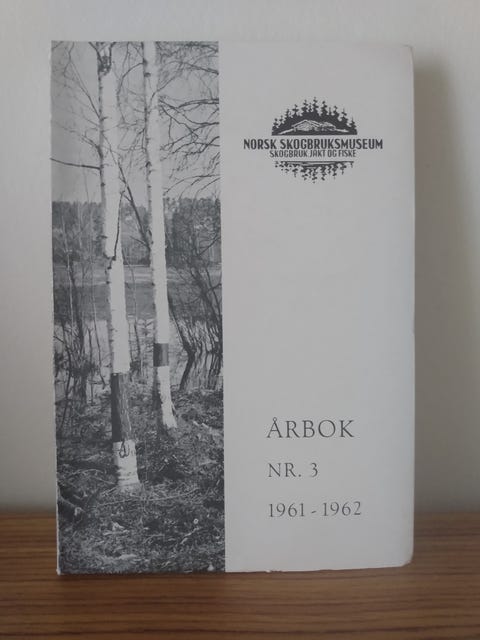 NORSK SKOGBRUKSMUSEUM
SKOGBRUK JAKT OG FISKE
ÅRBOK
NR. 3
1961-1962